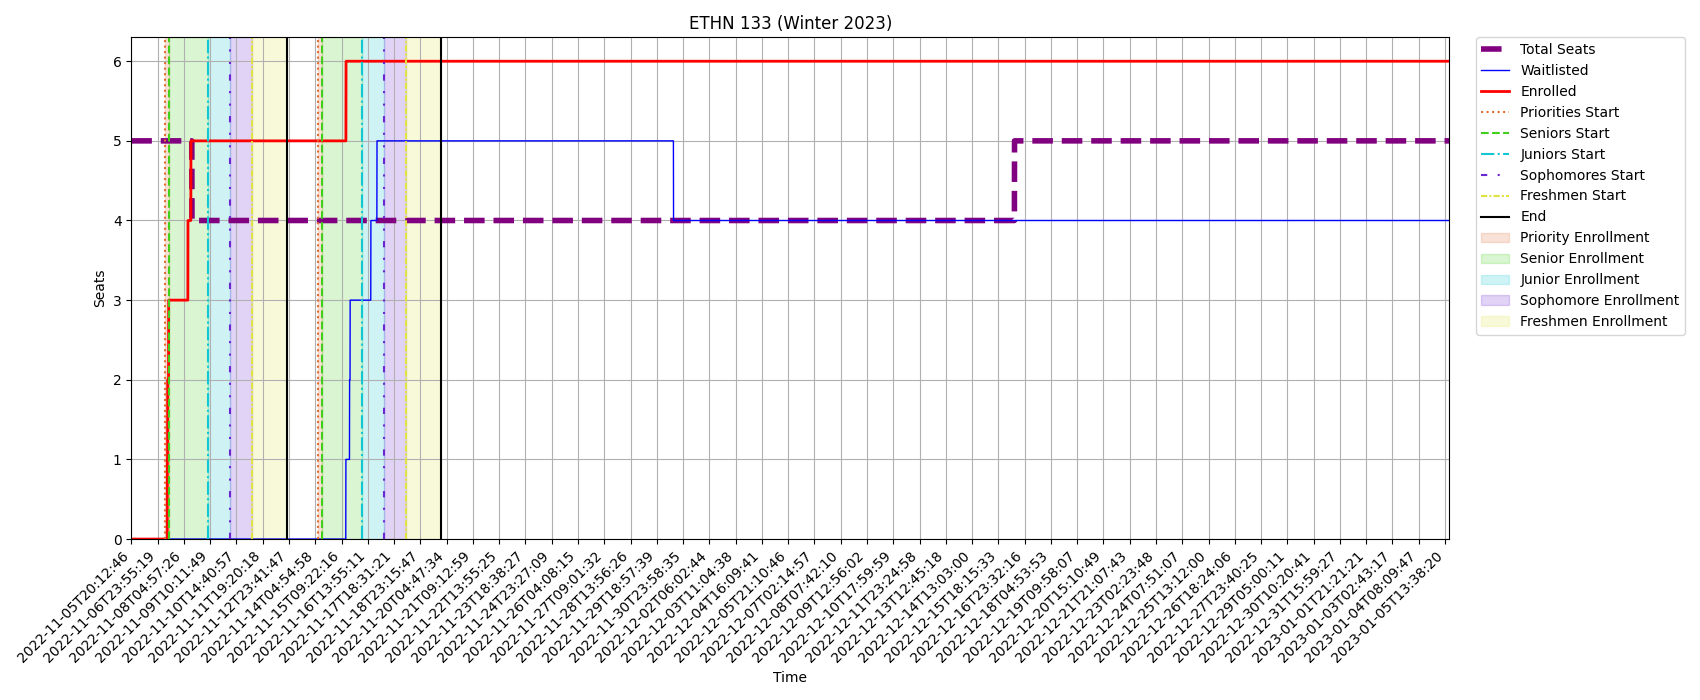 ETHN 133 (Winter 2023)
Seats
6
5
4
3
2
1
0
2022-11-05T20:12:46
2022-11-06T23:55:19
2022-11-08T04:57:26
2022-11-09T10:11:49
2022-11-10T14:40:57
2022-11-11T19:20:18
2022-11-12T23:41:47
2022-11-14T04:54:58
2022-11-15T09:22:16
2022-11-16T13:55:11
2022-11-17T18:31:21
2022-11-18T23:15:47
2022-11-20T04:47:34
2022-11-21T09:12:59
2022-11-22T13:55:25
2022-11-23T18:38:27
2022-11-24T23:27:09
2022-11-26T04:08:15
2022-11-27T09:01:32
2022-11-28T13:56:26
2022-11-29T18:57:39
2022-11-30T23:58:35
2022-12-02T06:02:44
2022-12-03T11:04:38
2022-12-04T16:09:41
2022-12-05T21:10:46
2022-12-07T02:14:57
2022-12-08T07:42:10
2022-12-09T12:56:02
2022-12-10T17:59:59
2022-12-11T23:24:58
2022-12-13T12:45:18
2022-12-14T13:03:00
2022-12-15T18:15:33
2022-12-16T23:32:16
2022-12-18T04:53:53
2022-12-19T09:58:07
2022-12-20T15:10:49
2022-12-21T21:07:43
2022-12-23T02:23:48
2022-12-24T07:51:07
2022-12-25T13:12:00
2022-12-26T18:24:06
2022-12-27T23:40:25
2022-12-29T05:00:11
2022-12-30T10:20:41
2022-12-31T15:59:27
2023-01-01T21:21:21
2023-01-03T02:43:17
2023-01-04T08:09:47
2023-01-05T13:38:20
Time
Total Seats
Waitlisted
Enrolled
Priorities Start
Seniors Start
Juniors Start
Sophomores Start
Freshmen Start
End
Priority Enrollment
Senior Enrollment
Junior Enrollment
Sophomore Enrollment
Freshmen Enrollment